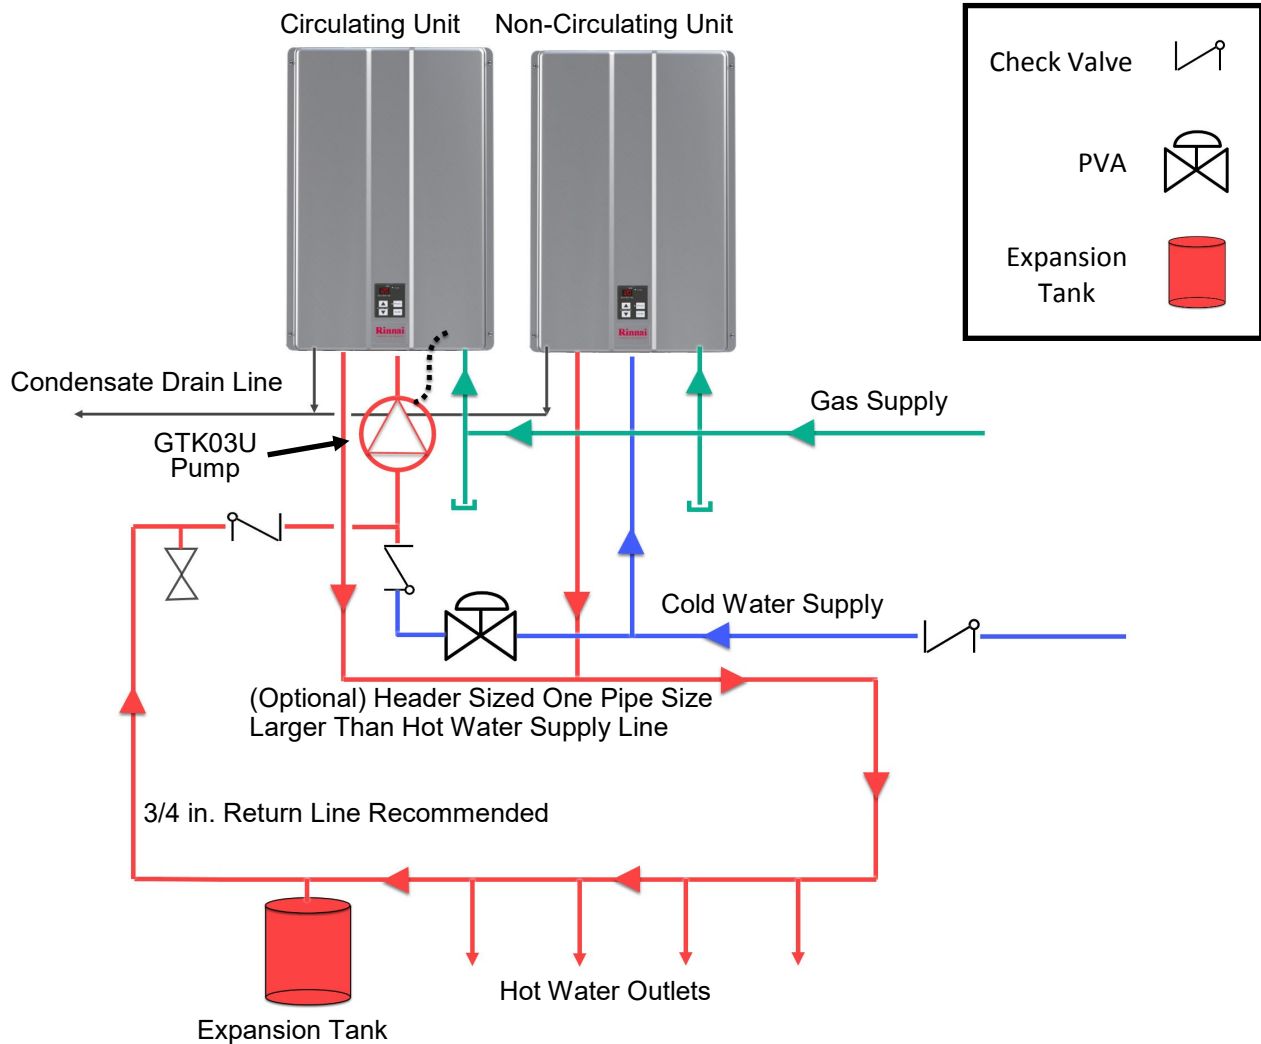 Circulating Unit
Non-Circulating Unit
Check Valve
PVA
Expansion
Tank
Rinnai
Rinnai
Condensate Drain Line
Gas Supply
GTK03U
Pump
Cold Water Supply
(Optional) Header Sized One Pipe Size
Larger Than Hot Water Supply Line
3/4 in. Return Line Recommended
Hot Water Outlets
Expansion Tank